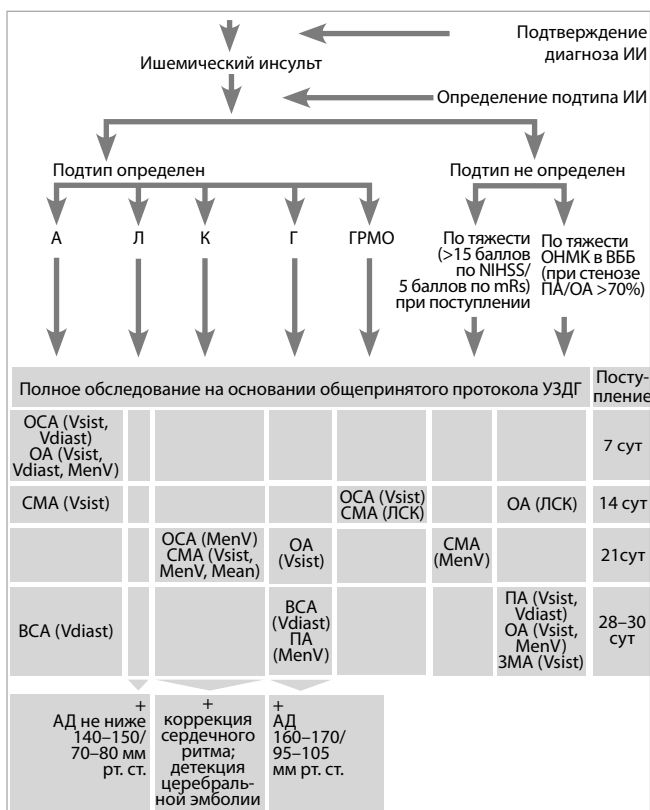 Подтверждение
диагноза ИИ
Ишемический инсульт
Определение подтипа ИИ
Подтип определен
Подтип не определен
А
Л
К
Г
ГРМО
По тяжести
(>15 баллов
по NIHSS/
5 баллов по mRs)
при поступлении
По тяжести
ОНМК в ВББ
(при стенозе
ПА/ОА >70%)
Полное обследование на основании общепринятого протокола УЗДГ
Посту-
пление
ОСА (Vsist,
Vdiast)
ОА (Vsist,
Vdiast, MenV)
7 сут
СМА (Vsist)
ОСА (Vsist)
СМА (ЛСК)
ОА (ЛСК)
14 сут
ОСА (MenV)
СМА (Vsist,
MenV, Mean)
ОА
(Vsist)
СМА
(MenV)
21сут
ВСА (Vdiast)
ВСА
(Vdiast)
ПА
(MenV)
ПА (Vsist,
Vdiast)
ОА (Vsist,
MenV)
ЗМА (Vsist)
28–30
сут
+
АД не ниже
140–150/
70–80 мм
рт. ст.
+
коррекция
сердечного
ритма;
детекция
церебраль-
ной эмболии
+
АД
160–170/
95–105
мм рт. ст.